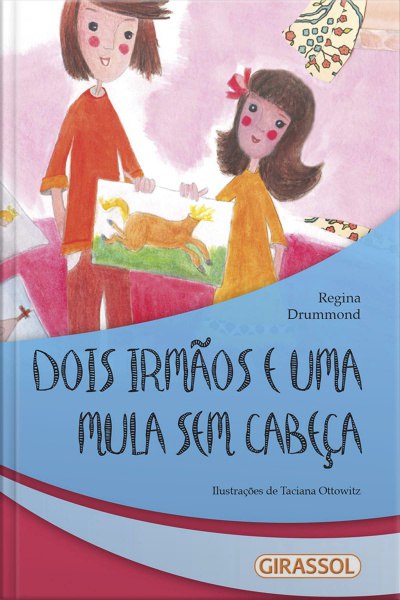 Regina
Drummond
DOIS IRMÃOS E UMA
MULA SEM CABEÇA
Ilustrações de Taciana Ottowitz
GIRASSOL